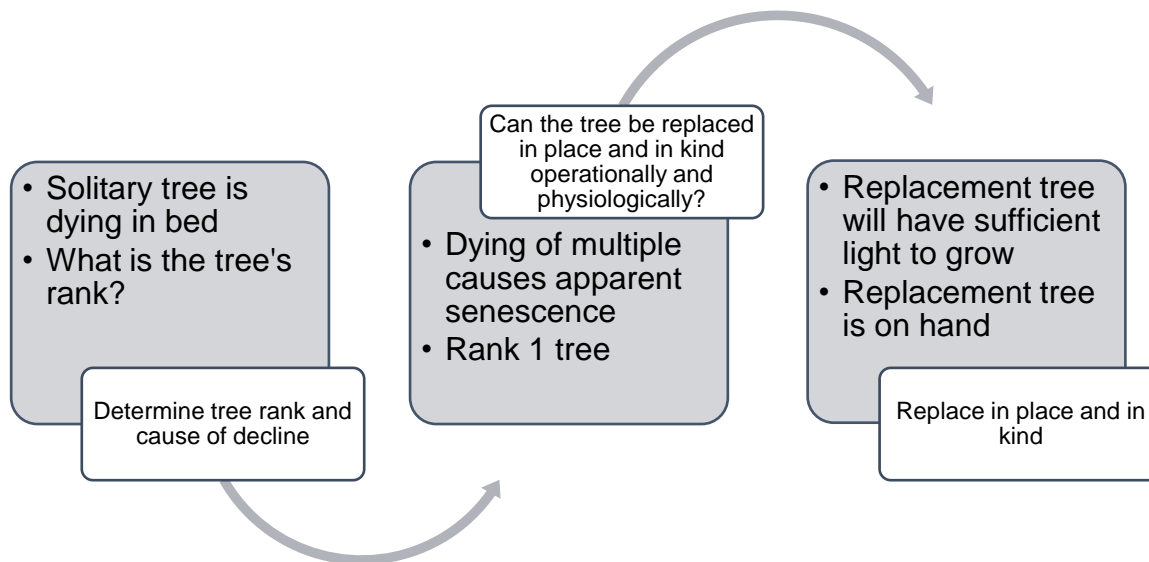 • Solitary tree is
dying in bed
• What is the tree's
rank?
Determine tree rank and
cause of decline
Can the tree be replaced
in place and in kind
operationally and
physiologically?
• Dying of multiple
causes apparent
senescence
• Rank 1 tree
• Replacement tree
will have sufficient
light to grow
• Replacement tree
is on hand
Replace in place and in
kind